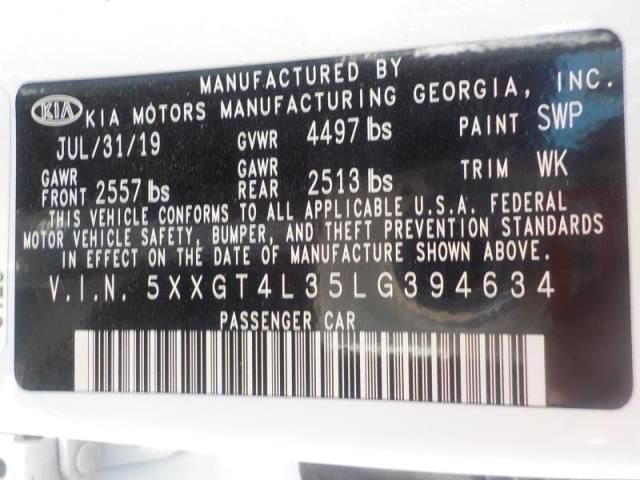 MANUFACTURED BY
KIA KIA MOTORS MANUFACTURING GEORGIA, INC.
JUL/31/19 GVWR 4497 lbs PAINT SWP
GAWR FRONT 2557 lbs GAWR REAR 2513 lbs TRIM WK
THIS VEHICLE CONFORMS TO ALL APPLICABLE U.S.A. FEDERAL
MOTOR VEHICLE SAFETY, BUMPER, AND THEFT PREVENTION STANDARDS
IN EFFECT ON THE DATE OF MANUFACTURE SHOWN ABOVE.
V.I.N. 5XXGT4L35LG394634
PASSENGER CAR